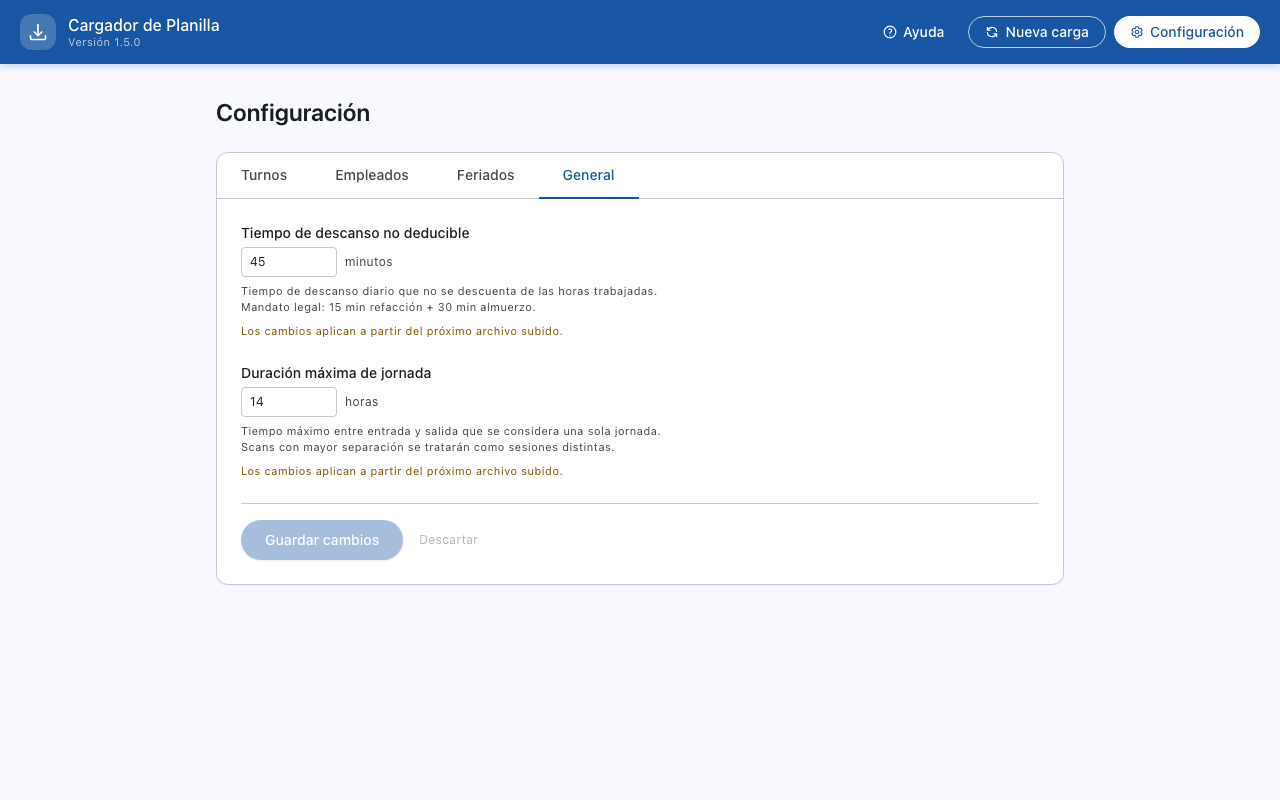 Cargador de Planilla
Versión 1.5.0
Ayuda
Nueva carga
Configuración
Configuración
Turnos
Empleados
Feriados
General
Tiempo de descanso no deducible
45 minutos
Tiempo de descanso diario que no se descuenta de las horas trabajadas.
Mandato legal: 15 min refacción + 30 min almuerzo.
Los cambios aplican a partir del próximo archivo subido.
Duración máxima de jornada
14 horas
Tiempo máximo entre entrada y salida que se considera una sola jornada.
Scans con mayor separación se tratarán como sesiones distintas.
Los cambios aplican a partir del próximo archivo subido.
Guardar cambios
Descartar